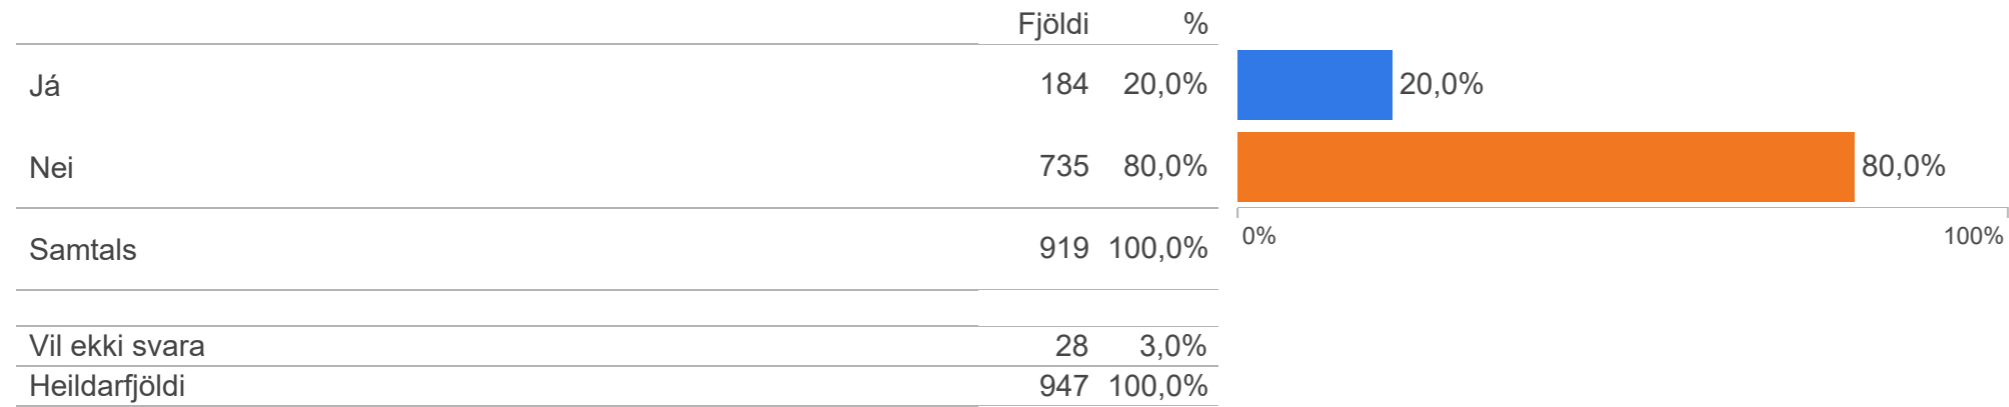 Fjöldi %
Já 184 20,0% 20,0%
Nei 735 80,0% 80,0%
Samtals 919 100,0% 0% 100%
Vil ekki svara 28 3,0%
Heildarfjöldi 947 100,0%